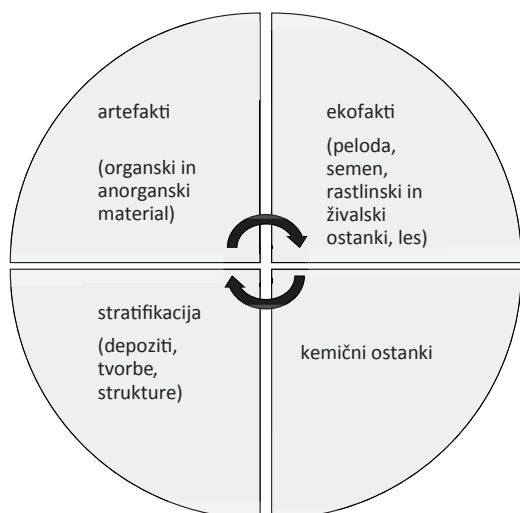 artefakti
(organski in
anorganski
material)
ekofakti
(peloda,
semen,
rastlinski in
živalski
ostanki, les)
stratifikacija
(depoziti,
tvorbe,
strukture)
kemični ostanki